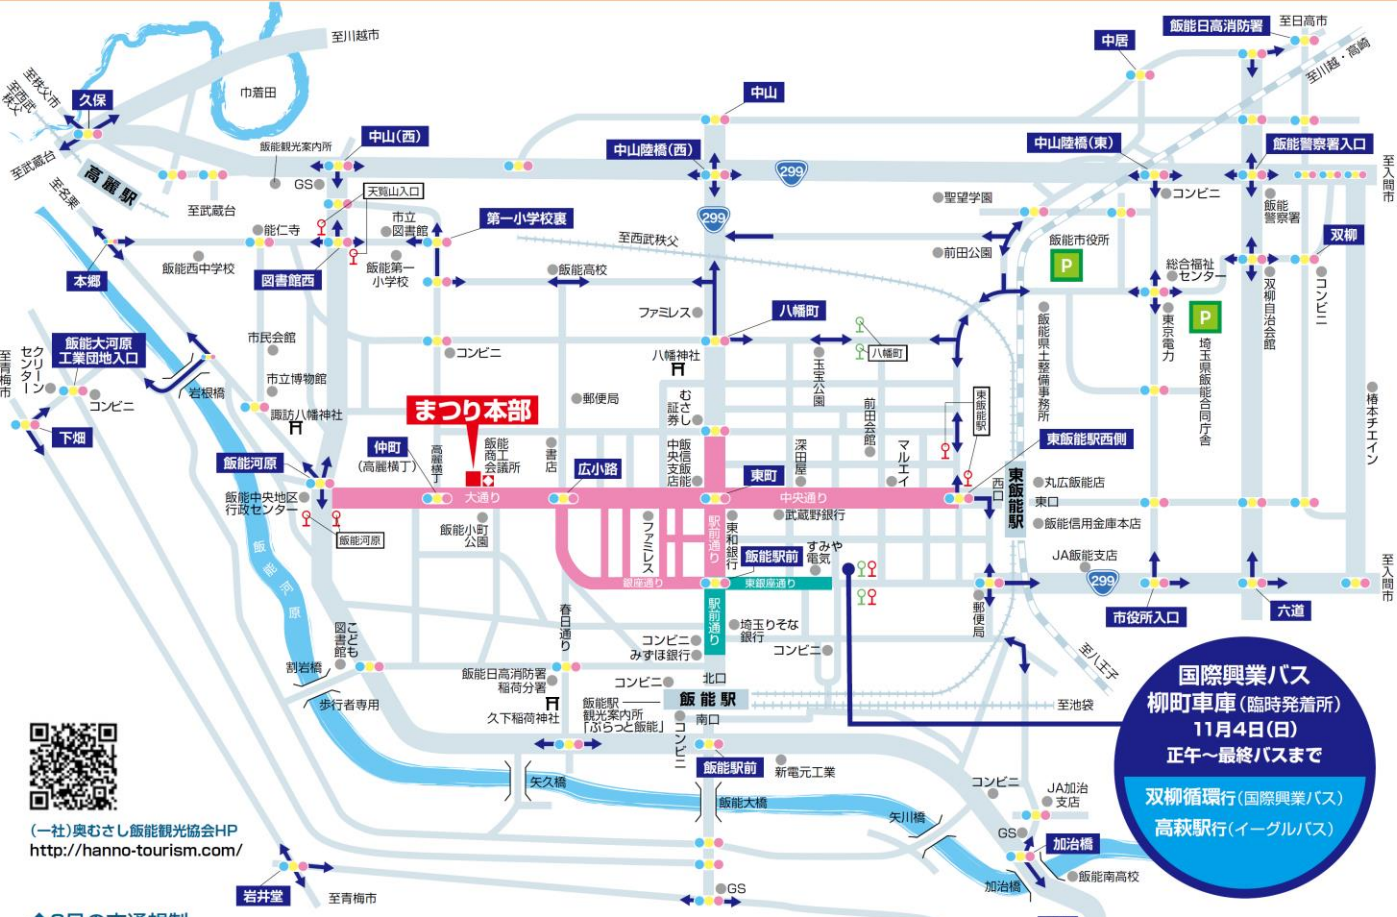 飯能日高消防署
至日高市
至川越市
中居
至川越・高崎
至秩父市
至西武秩父
久保
巾着田
中山
中山(西)
飯能観光案内所
中山陸橋(西)
中山陸橋(東)
飯能警察署入口
至武蔵台
高麗駅
GS
天覧山入口
299
コンビニ
飯能警察署
至入間市
至名栗
至武蔵台
聖望学園
299
能仁寺
市立図書館
第一小学校裏
至西武秩父
前田公園
飯能市役所
P
双柳
本郷
飯能西中学校
図書館西
飯能第一小学校
飯能高校
総合福祉センター
双柳自治会館
コンビニ
ファミレス
八幡町
飯能県土整備事務所
東京電力
P
埼玉県飯能合同庁舎
至青梅市
クリーンセンター
飯能大河原
工業団地入口
市民会館
コンビニ
八幡神社
八幡町
玉宝公園
コンビニ
岩根橋
市立博物館
諏訪八幡神社
まつり本部
郵便局
むさし証券
前田会館
東飯能駅
椿本チエイン
下畑
飯能河原
仲町
(高麗横丁)
高麗横丁
飯能商工会議所
書店
広小路
飯能信金中央支店
東町
深田屋
マルエイ
東飯能駅西側
西口
東飯能駅
丸広飯能店
東口
飯能信用金庫本店
飯能中央地区
行政センター
大通り
中央通り
飯能河原
飯能小町公園
ファミレス
駅前通り
東和銀行
武蔵野銀行
すみや電気
飯能駅前
JA飯能支店
299
至入間市
飯能河原
銀座通り
東銀座通り
郵便局
市役所入口
六道
こども図書館
春日通り
駅前通り
埼玉りそな銀行
コンビニ
みずほ銀行
コンビニ
至八王子
割岩橋
歩行者専用
飯能日高消防署
稲荷分署
コンビニ
北口
飯能駅
至池袋
久下稲荷神社
飯能駅
観光案内所
「ぷらっと飯能」
南口
コンビニ
国際興業バス
柳町車庫(臨時発着所)
11月4日(日)
正午～最終バスまで
双柳循環行(国際興業バス)
高萩駅行(イーグルバス)
飯能駅前
新電元工業
矢久橋
飯能大橋
コンビニ
JA加治支店
矢川橋
GS
加治橋
加治橋
飯能南高校
(一社)奥むさし飯能観光協会HP
http://hanno-tourism.com/
岩井堂
至青梅市
GS